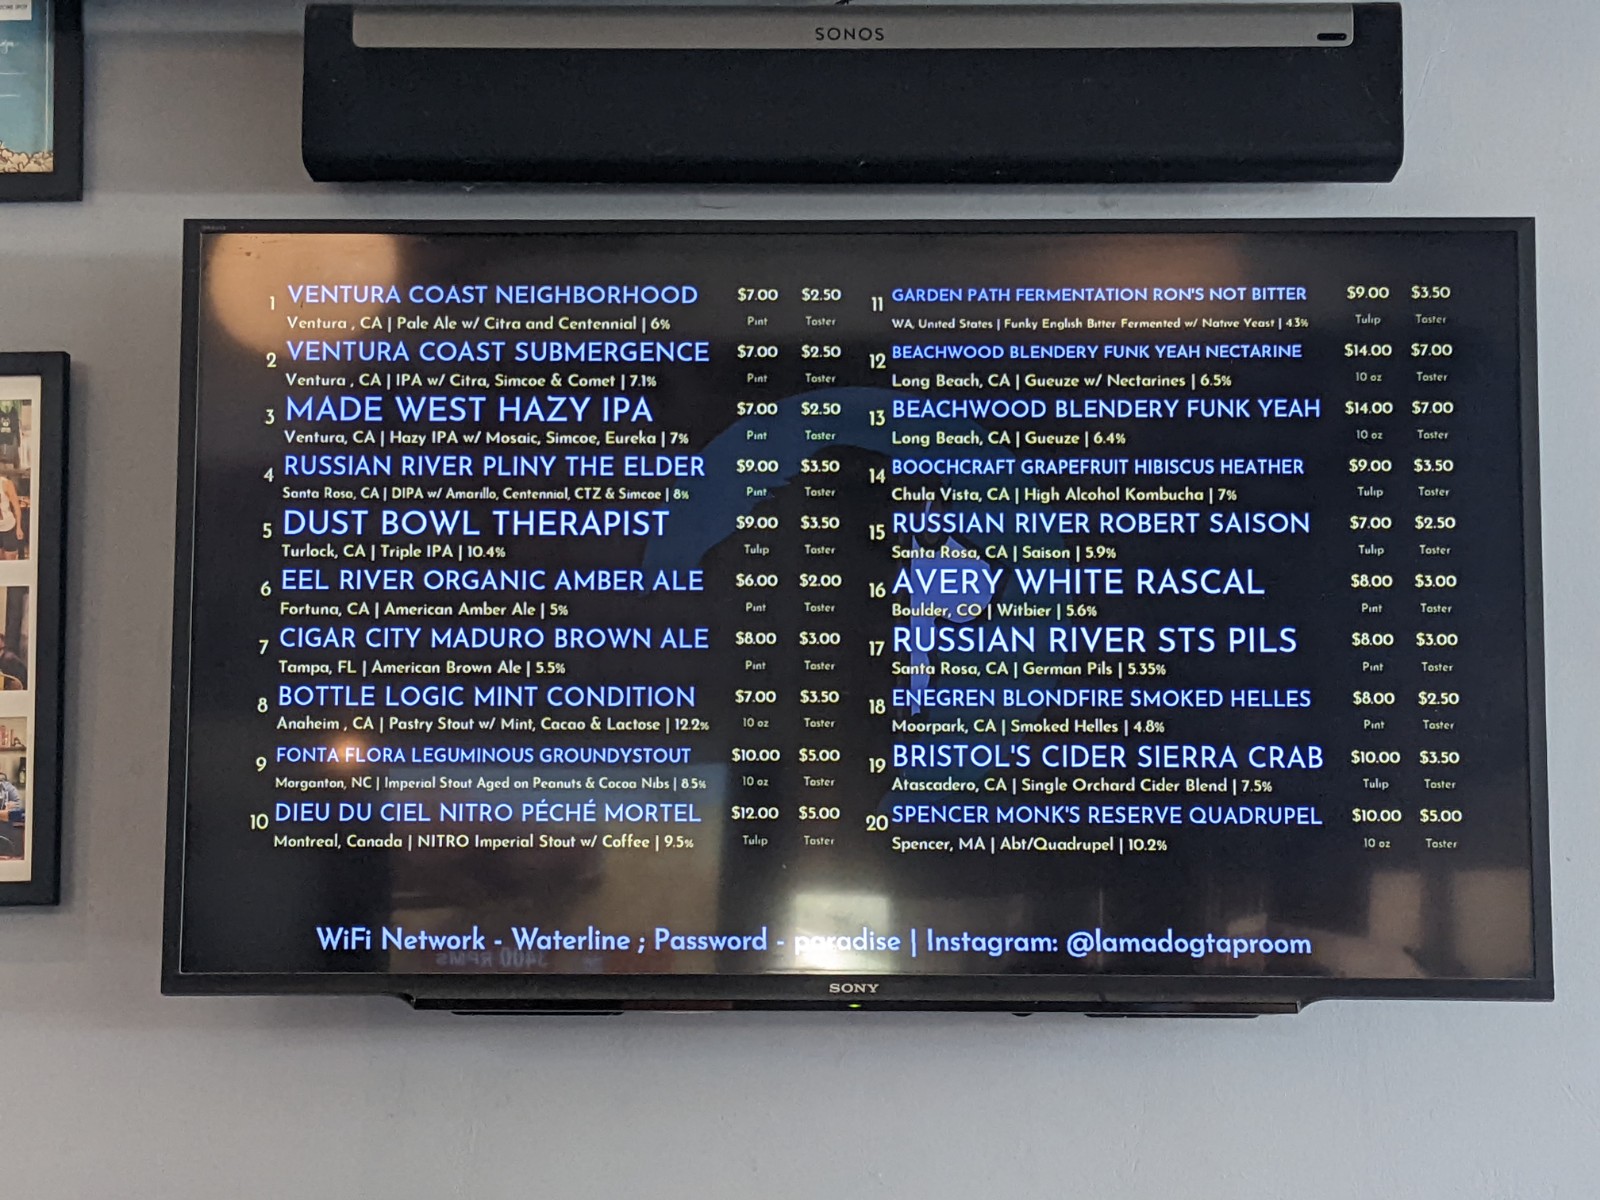 SONOS
1 VENTURA COAST NEIGHBORHOOD $7.00 $2.50
Ventura , CA | Pale Ale w/ Citra and Centennial | 6% Pint Taster
2 VENTURA COAST SUBMERGENCE $7.00 $2.50
Ventura , CA | IPA w/ Citra, Simcoe & Comet | 7.1% Pint Taster
3 MADE WEST HAZY IPA $7.00 $2.50
Ventura, CA | Hazy IPA w/ Mosaic, Simcoe, Eureka | 7% Pint Taster
4 RUSSIAN RIVER PLINY THE ELDER $9.00 $3.50
Santa Rosa, CA | DIPA w/ Amarillo, Centennial, CTZ & Simcoe | 8% Pint Taster
5 DUST BOWL THERAPIST $9.00 $3.50
Turlock, CA | Triple IPA | 10.4% Tulip Taster
6 EEL RIVER ORGANIC AMBER ALE $6.00 $2.00
Fortuna, CA | American Amber Ale | 5% Pint Taster
7 CIGAR CITY MADURO BROWN ALE $8.00 $3.00
Tampa, FL | American Brown Ale | 5.5% Pint Taster
8 BOTTLE LOGIC MINT CONDITION $7.00 $3.50
Anaheim , CA | Pastry Stout w/ Mint, Cacao & Lactose | 12.2% 10 oz Taster
9 FONTA FLORA LEGUMINOUS GROUNDYSTOUT $10.00 $5.00
Morganton, NC | Imperial Stout Aged on Peanuts & Cocoa Nibs | 8.5% 10 oz Taster
10 DIEU DU CIEL NITRO PÉCHÉ MORTEL $12.00 $5.00
Montreal, Canada | NITRO Imperial Stout w/ Coffee | 9.5% Tulip Taster
11 GARDEN PATH FERMENTATION RON'S NOT BITTER $9.00 $3.50
WA, United States | Funky English Bitter Fermented w/ Native Yeast | 4.3% Tulip Taster
12 BEACHWOOD BLENDERY FUNK YEAH NECTARINE $14.00 $7.00
Long Beach, CA | Gueuze w/ Nectarines | 6.5% 10 oz Taster
13 BEACHWOOD BLENDERY FUNK YEAH $14.00 $7.00
Long Beach, CA | Gueuze | 6.4% 10 oz Taster
14 BOOCHCRAFT GRAPEFRUIT HIBISCUS HEATHER $9.00 $3.50
Chula Vista, CA | High Alcohol Kombucha | 7% Tulip Taster
15 RUSSIAN RIVER ROBERT SAISON $7.00 $2.50
Santa Rosa, CA | Saison | 5.9% Tulip Taster
16 AVERY WHITE RASCAL $8.00 $3.00
Boulder, CO | Witbier | 5.6% Pint Taster
17 RUSSIAN RIVER STS PILS $8.00 $3.00
Santa Rosa, CA | German Pils | 5.35% Pint Taster
18 ENEGREN BLONDFIRE SMOKED HELLES $8.00 $2.50
Moorpark, CA | Smoked Helles | 4.8% Pint Taster
19 BRISTOL'S CIDER SIERRA CRAB $10.00 $3.50
Atascadero, CA | Single Orchard Cider Blend | 7.5% Tulip Taster
20 SPENCER MONK'S RESERVE QUADRUPEL $10.00 $5.00
Spencer, MA | Abt/Quadrupel | 10.2% 10 oz Taster
WiFi Network - Waterline ; Password - paradise | Instagram: @lamadogtaproom
SONY